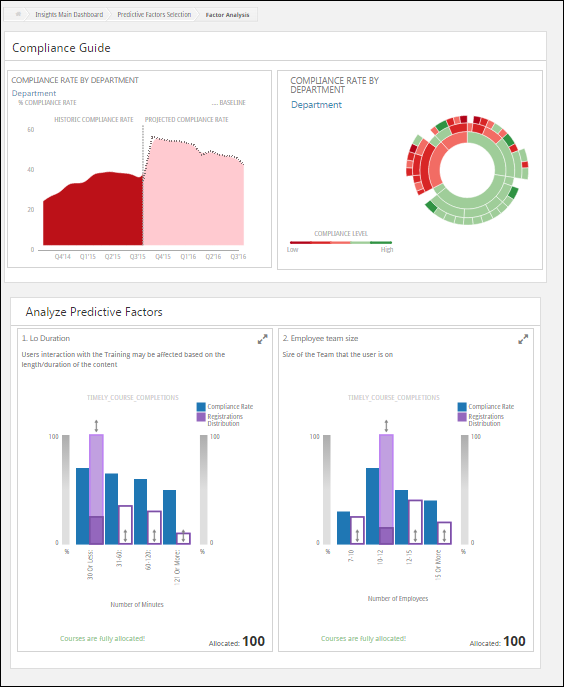 Insights Main Dashboard Predictive Factors Selection Factor Analysis
Compliance Guide
COMPLIANCE RATE BY DEPARTMENT
Department
% COMPLIANCE RATE .... BASELINE
HISTORIC COMPLIANCE RATE PROJECTED COMPLIANCE RATE
60
40
20
0
Q4'14 Q1'15 Q2'15 Q3'15 Q4'15 Q1'16 Q2'16 Q3'16
COMPLIANCE RATE BY
DEPARTMENT
Department
COMPLIANCE LEVEL
Low High
Analyze Predictive Factors
1. Lo Duration
Users interaction with the Training may be affected based on the
length/duration of the content
TIMELY_COURSE_COMPLETIONS
Compliance Rate
Registrations
Distribution
100 100
0 0
% %
30 Or Less:
31-60:
60-120:
121 Or More:
Number of Minutes
Courses are fully allocated!
Allocated: 100
2. Employee team size
Size of the Team that the user is on
TIMELY_COURSE_COMPLETIONS
Compliance Rate
Registrations
Distribution
100 100
0 0
% %
7-10
10-12
12-15
15 Or More
Number of Employees
Courses are fully allocated!
Allocated: 100